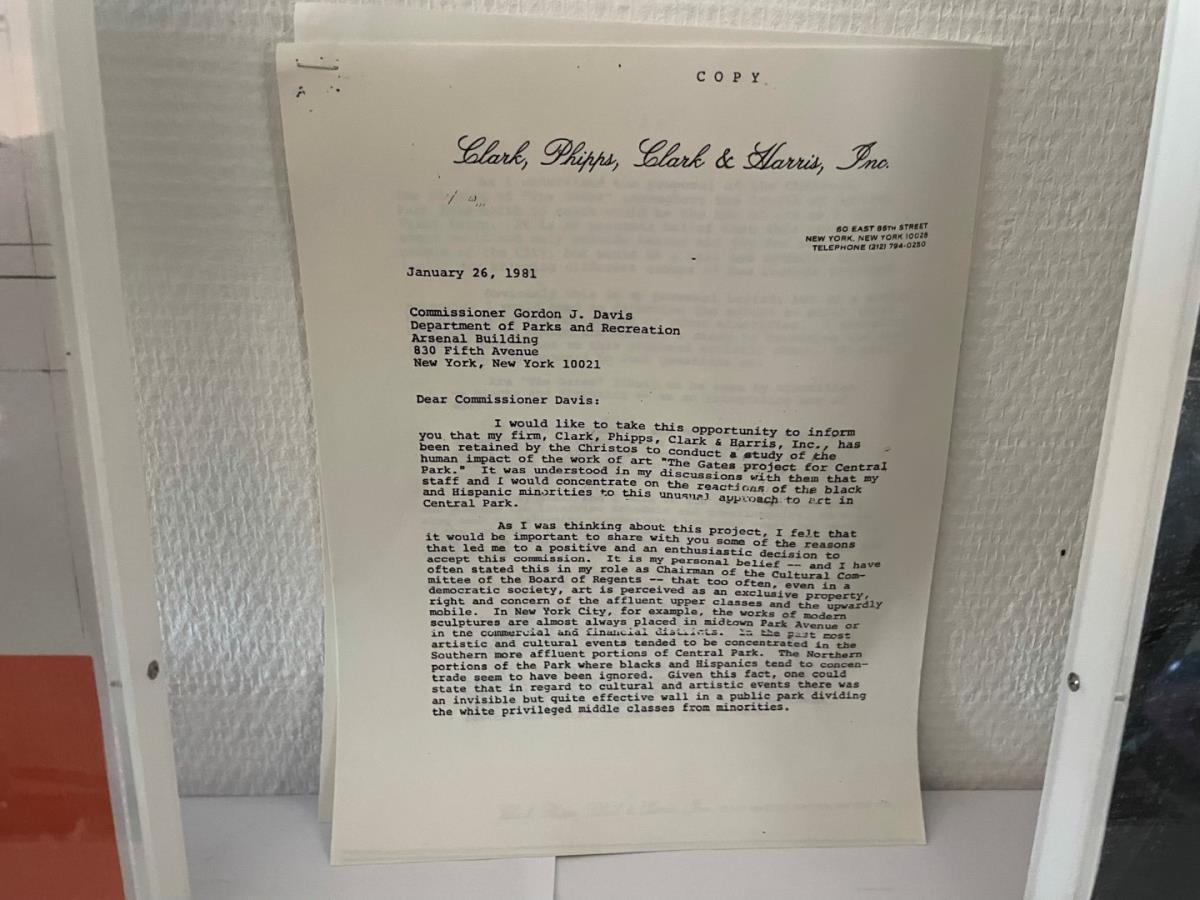 COPY
Clark, Phipps, Clark & Harris, Inc.
60 EAST 86TH STREET
NEW YORK, NEW YORK 10028
TELEPHONE (212) 794-0250
January 26, 1981
Commissioner Gordon J. Davis
Department of Parks and Recreation
Arsenal Building
830 Fifth Avenue
New York, New York 10021
Dear Commissioner Davis:
I would like to take this opportunity to inform
you that my firm, Clark, Phipps, Clark & Harris, Inc., has
been retained by the Christos to conduct a study of the
human impact of the work of art "The Gates project for Central
Park." It was understood in my discussions with them that my
staff and I would concentrate on the reactions of the black
and Hispanic minorities to this unusual approach to art in
Central Park.
As I was thinking about this project, I felt that
it would be important to share with you some of the reasons
that led me to a positive and an enthusiastic decision to
accept this commission. It is my personal belief -- and I have
often stated this in my role as Chairman of the Cultural Com-
mittee of the Board of Regents -- that too often, even in a
democratic society, art is perceived as an exclusive property,
right and concern of the affluent upper classes and the upwardly
mobile. In New York City, for example, the works of modern
sculptures are almost always placed in midtown Park Avenue or
in the commercial and financial districts. In the past most
artistic and cultural events tended to be concentrated in the
Southern more affluent portions of Central Park. The Northern
portions of the Park where blacks and Hispanics tend to concen-
trade seem to have been ignored. Given this fact, one could
state that in regard to cultural and artistic events there was
an invisible but quite effective wall in a public park dividing
the white privileged middle classes from minorities.